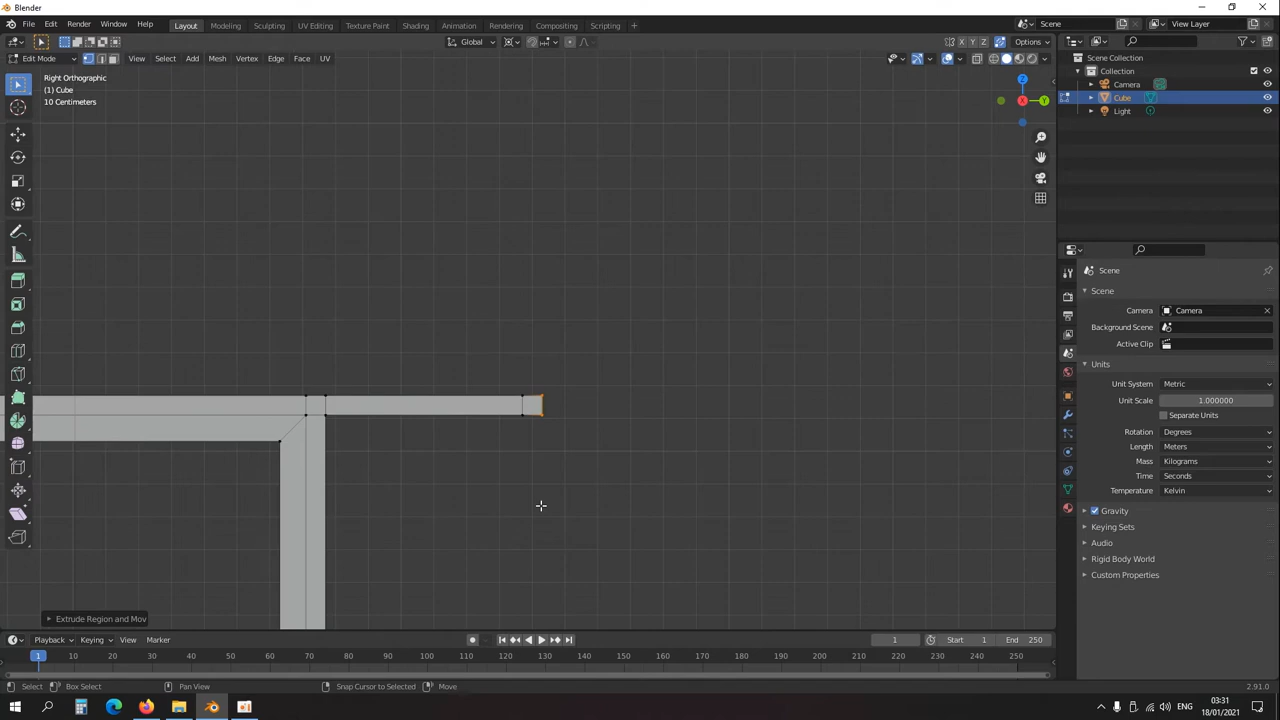 Blender
File Edit Render Window Help Layout Modeling Sculpting UV Editing Texture Paint Shading Animation Rendering Compositing Scripting + Scene View Layer
Global X Y Z Options
Edit Mode View Select Add Mesh Vertex Edge Face UV
Right Orthographic
(1) Cube
10 Centimeters
Z
X Y
Scene Collection
Collection
Camera
Cube
Light
Scene
Scene
Camera Camera
Background Scene
Active Clip
Units
Unit System Metric
Unit Scale 1.000000
Separate Units
Rotation Degrees
Length Meters
Mass Kilograms
Time Seconds
Temperature Kelvin
Gravity
Keying Sets
Audio
Rigid Body World
Custom Properties
Extrude Region and Mov
Playback Keying View Marker 1 Start 1 End 250
1 10 20 30 40 50 60 70 80 90 100 110 120 130 140 150 160 170 180 190 200 210 220 230 240 250
Select Box Select Pan View Snap Cursor to Selected Move 2.91.0
ENG 03:31
18/01/2021